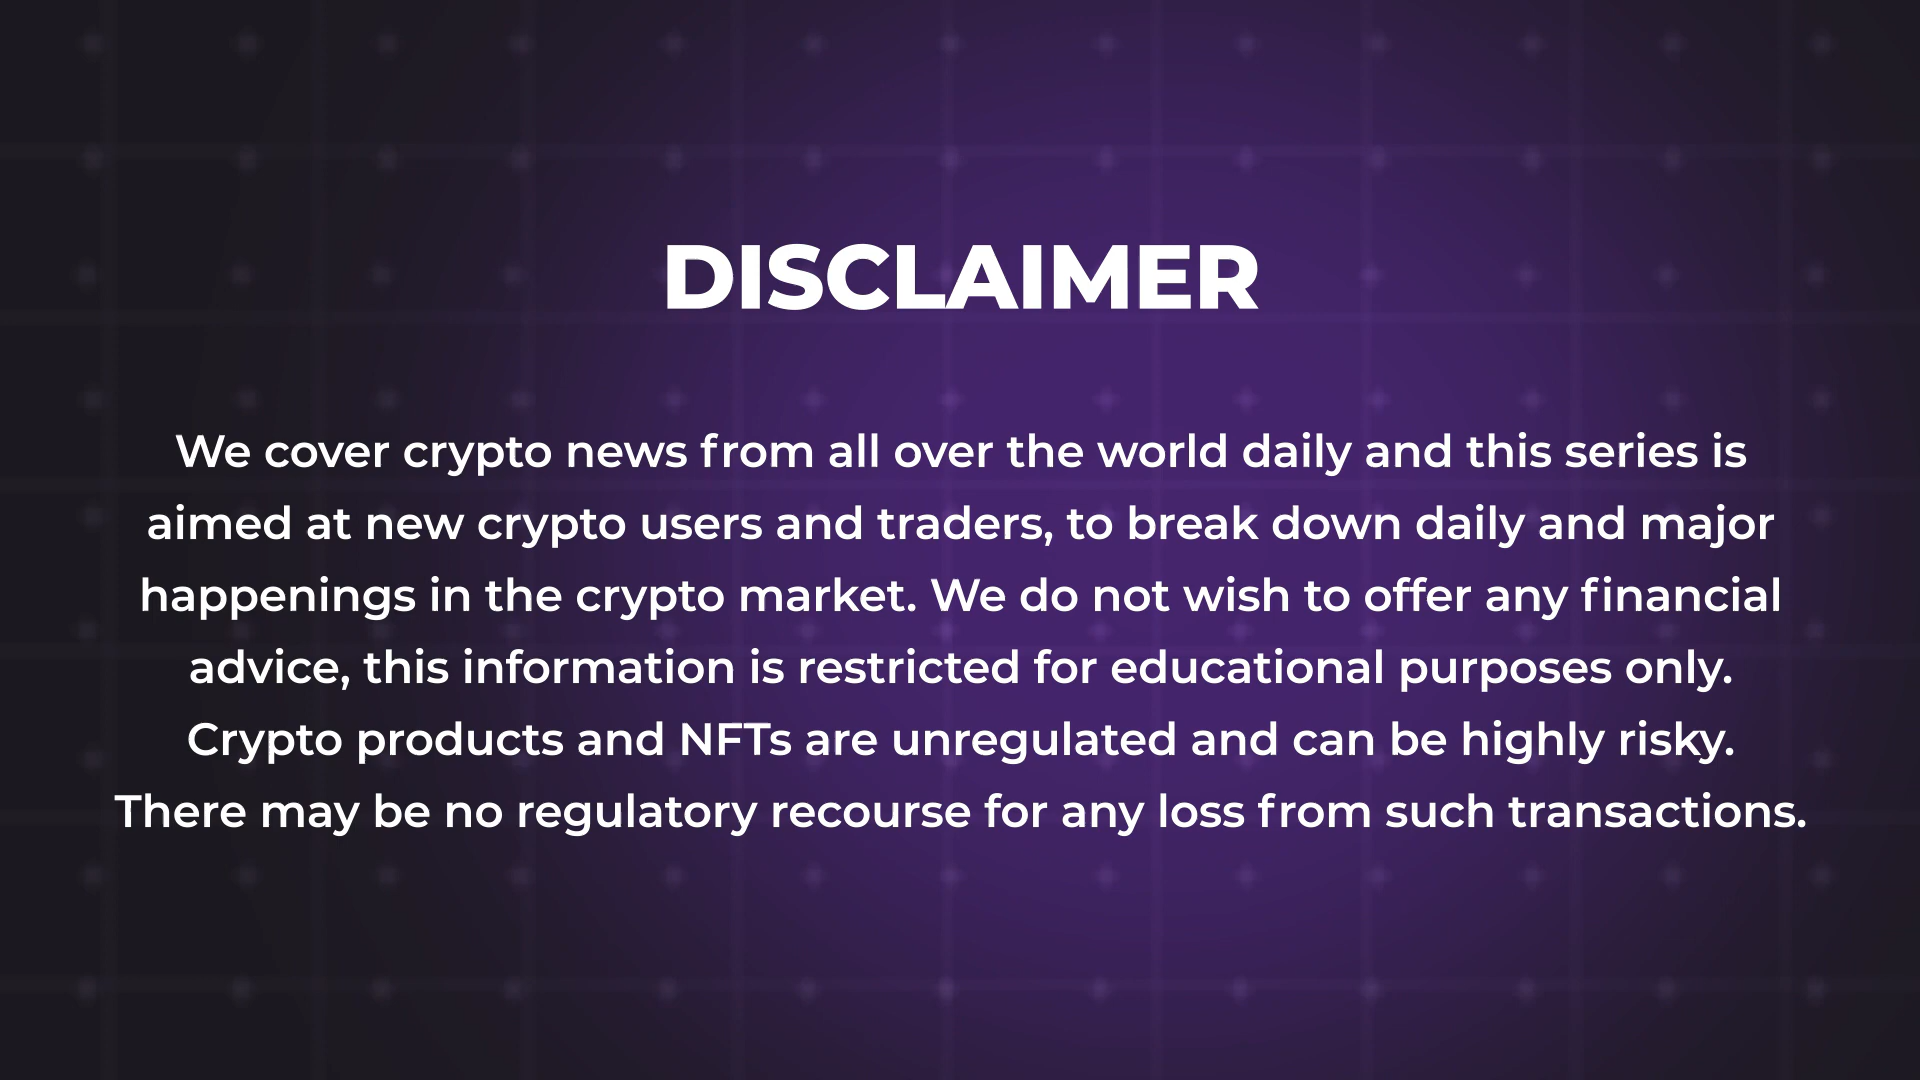 DISCLAIMER
We cover crypto news from all over the world daily and this series is
aimed at new crypto users and traders, to break down daily and major
happenings in the crypto market. We do not wish to offer any financial
advice, this information is restricted for educational purposes only.
Crypto products and NFTs are unregulated and can be highly risky.
There may be no regulatory recourse for any loss from such transactions.